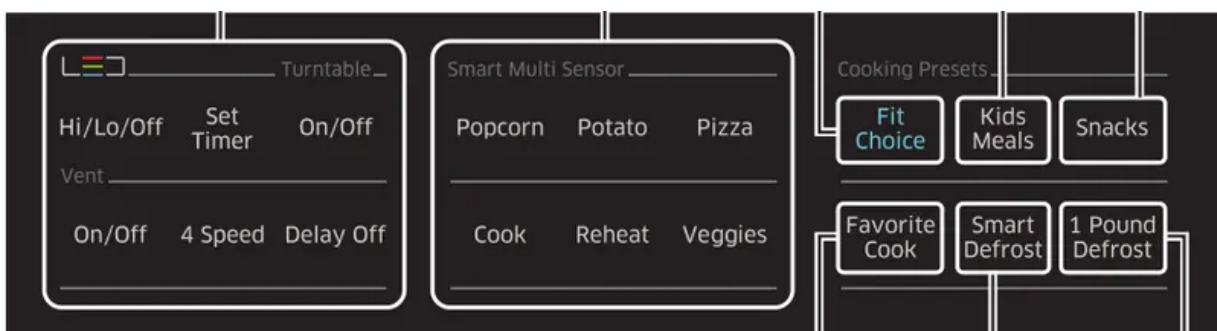 LED Turntable
Hi/Lo/Off Set Timer On/Off
Vent
On/Off 4 Speed Delay Off
Smart Multi Sensor
Popcorn Potato Pizza
Cook Reheat Veggies
Cooking Presets
Fit Choice
Kids Meals
Snacks
Favorite Cook
Smart Defrost
1 Pound Defrost